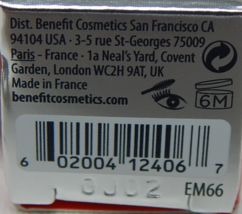 Dist. Benefit Cosmetics San Francisco CA
94104 USA · 3-5 rue St-Georges 75009
Paris - France · 1a Neal's Yard, Covent
Garden, London WC2H 9AT, UK
Made in France
benefitcosmetics.com
6M
6 02004 12406 7
0002
EM66